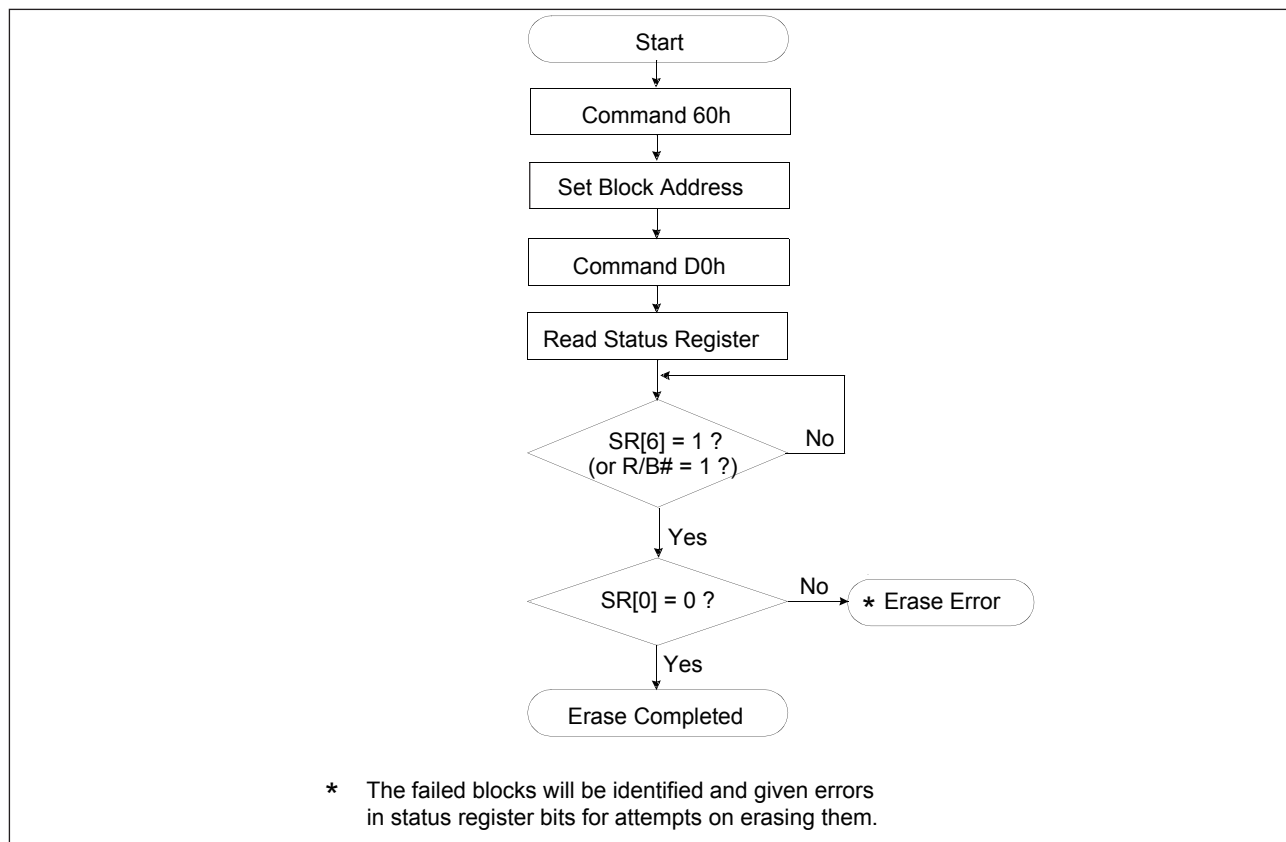 Start
Command 60h
Set Block Address
Command D0h
Read Status Register
SR[6] = 1 ?
(or R/B# = 1 ?)
No
Yes
SR[0] = 0 ?
No
* Erase Error
Yes
Erase Completed
* The failed blocks will be identified and given errors
in status register bits for attempts on erasing them.